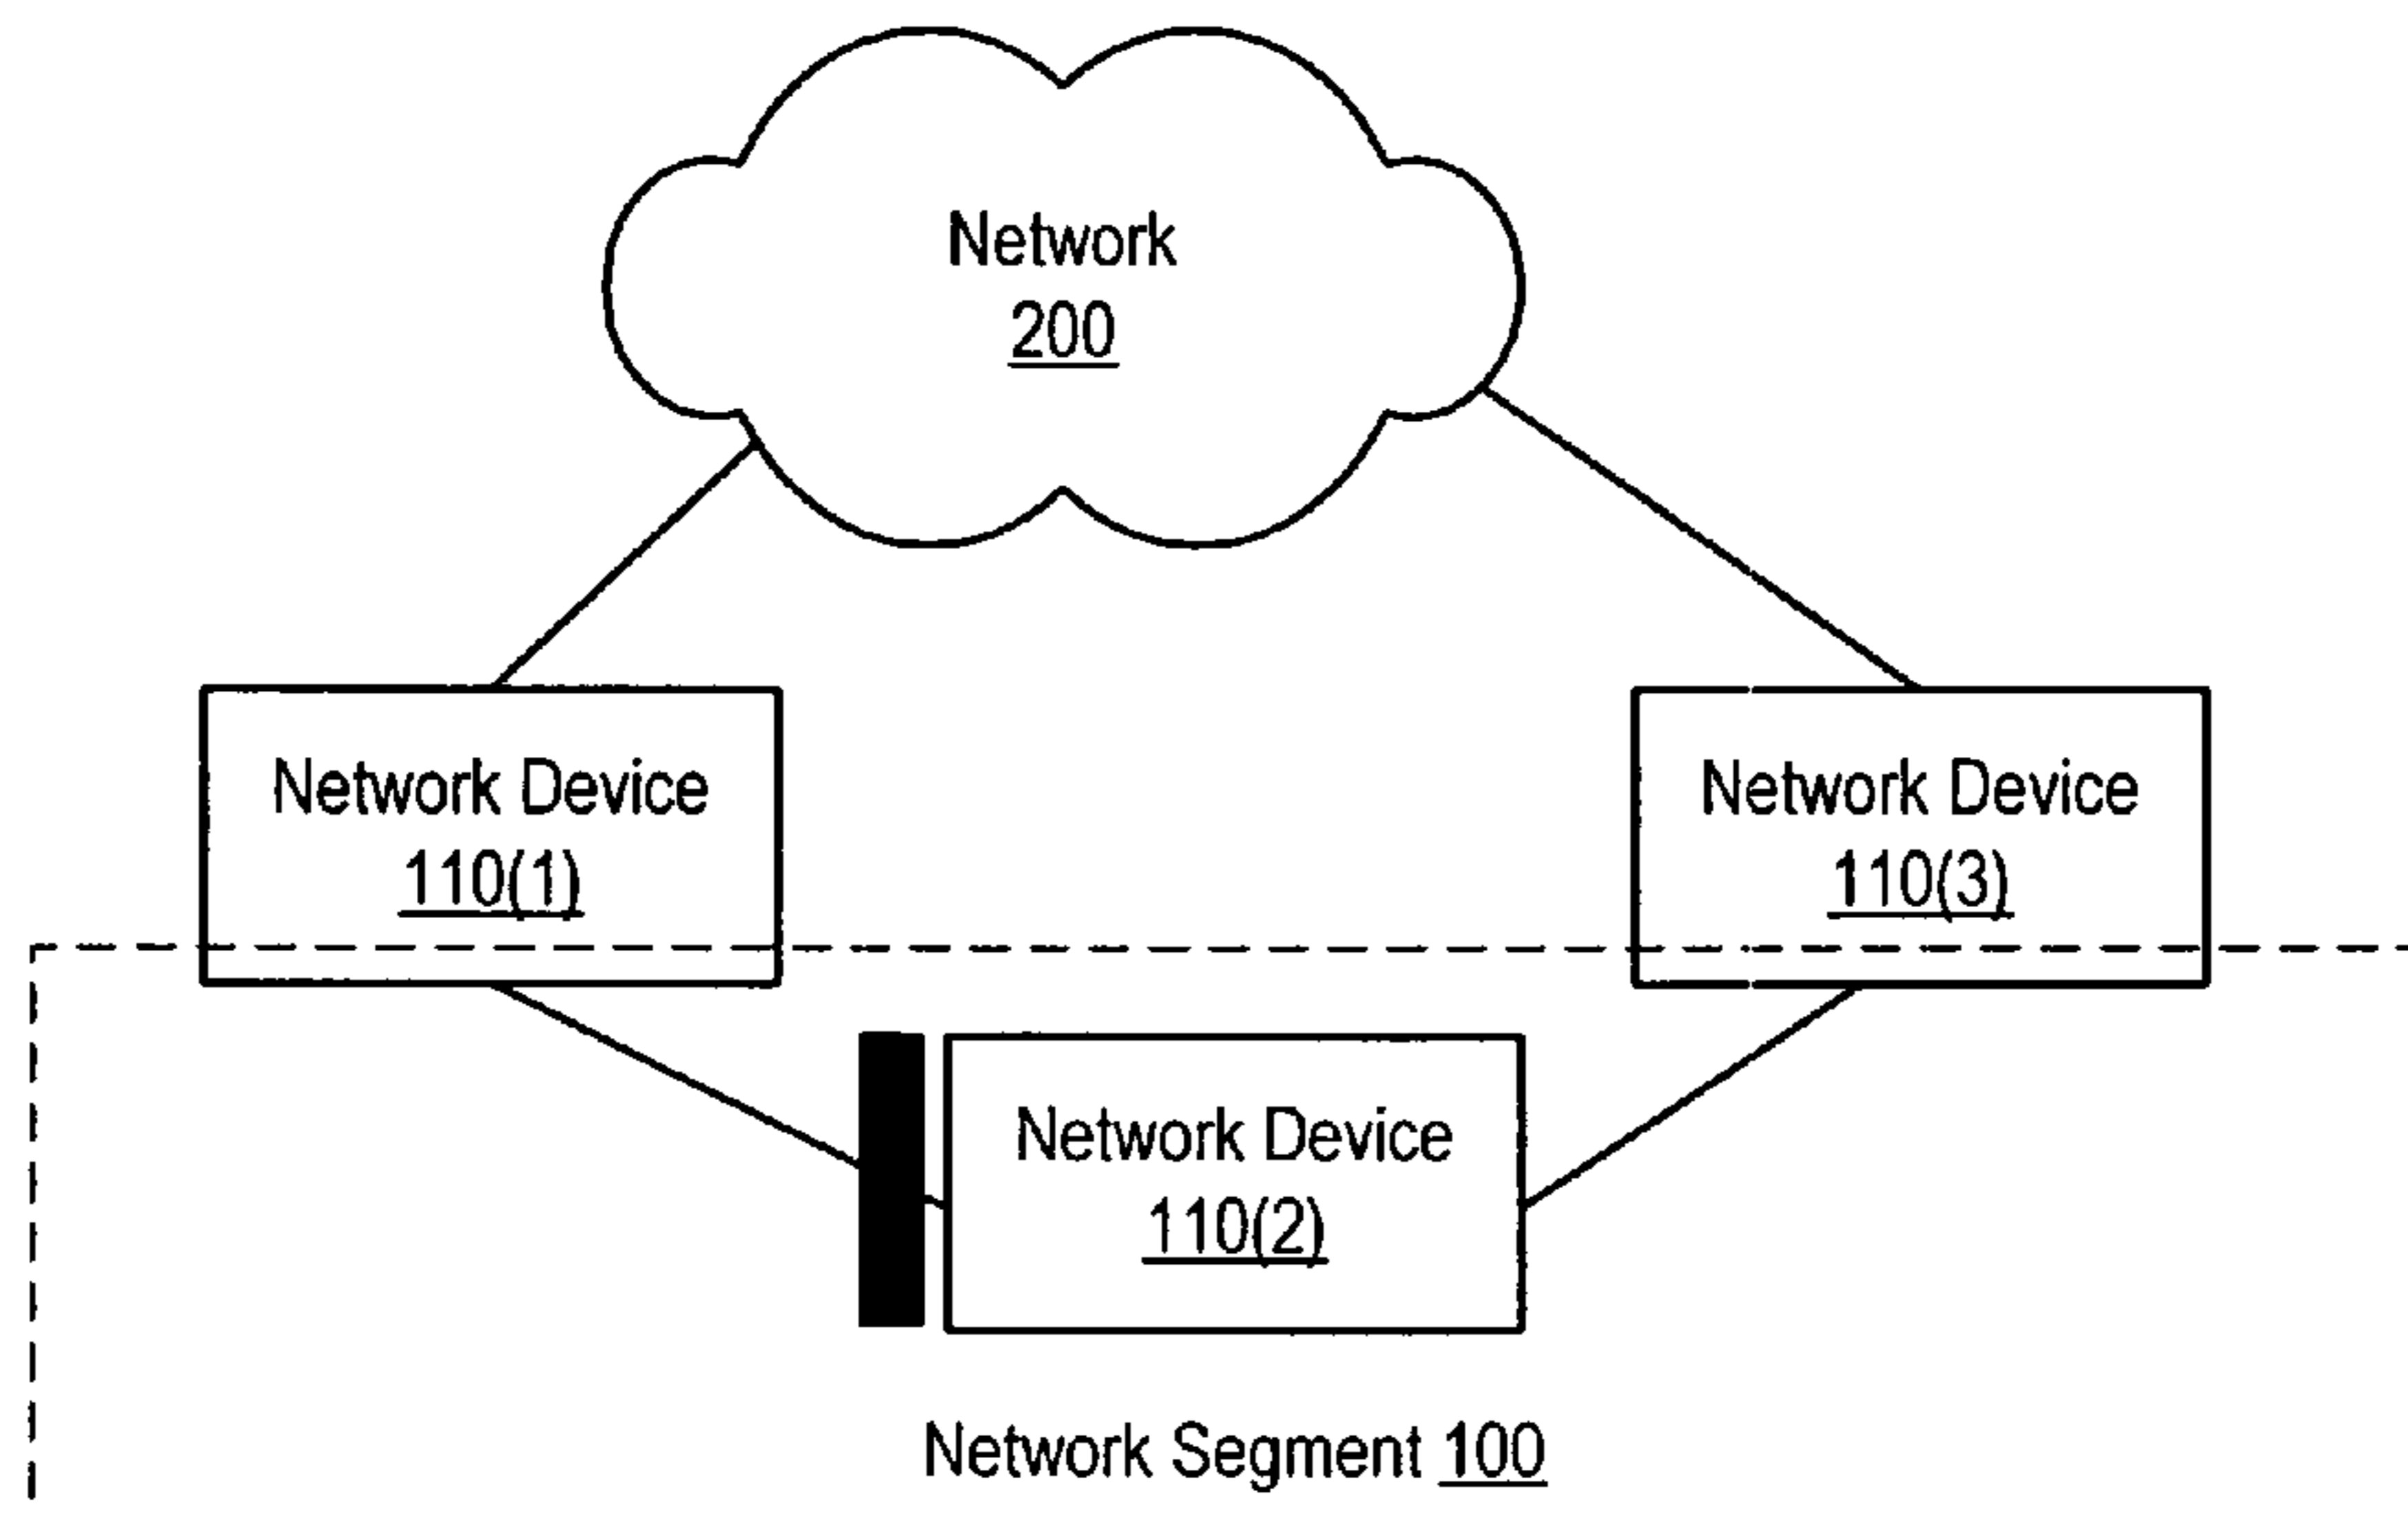 Network
200
Network Device
110(1)
Network Device
110(3)
Network Device
110(2)
Network Segment 100